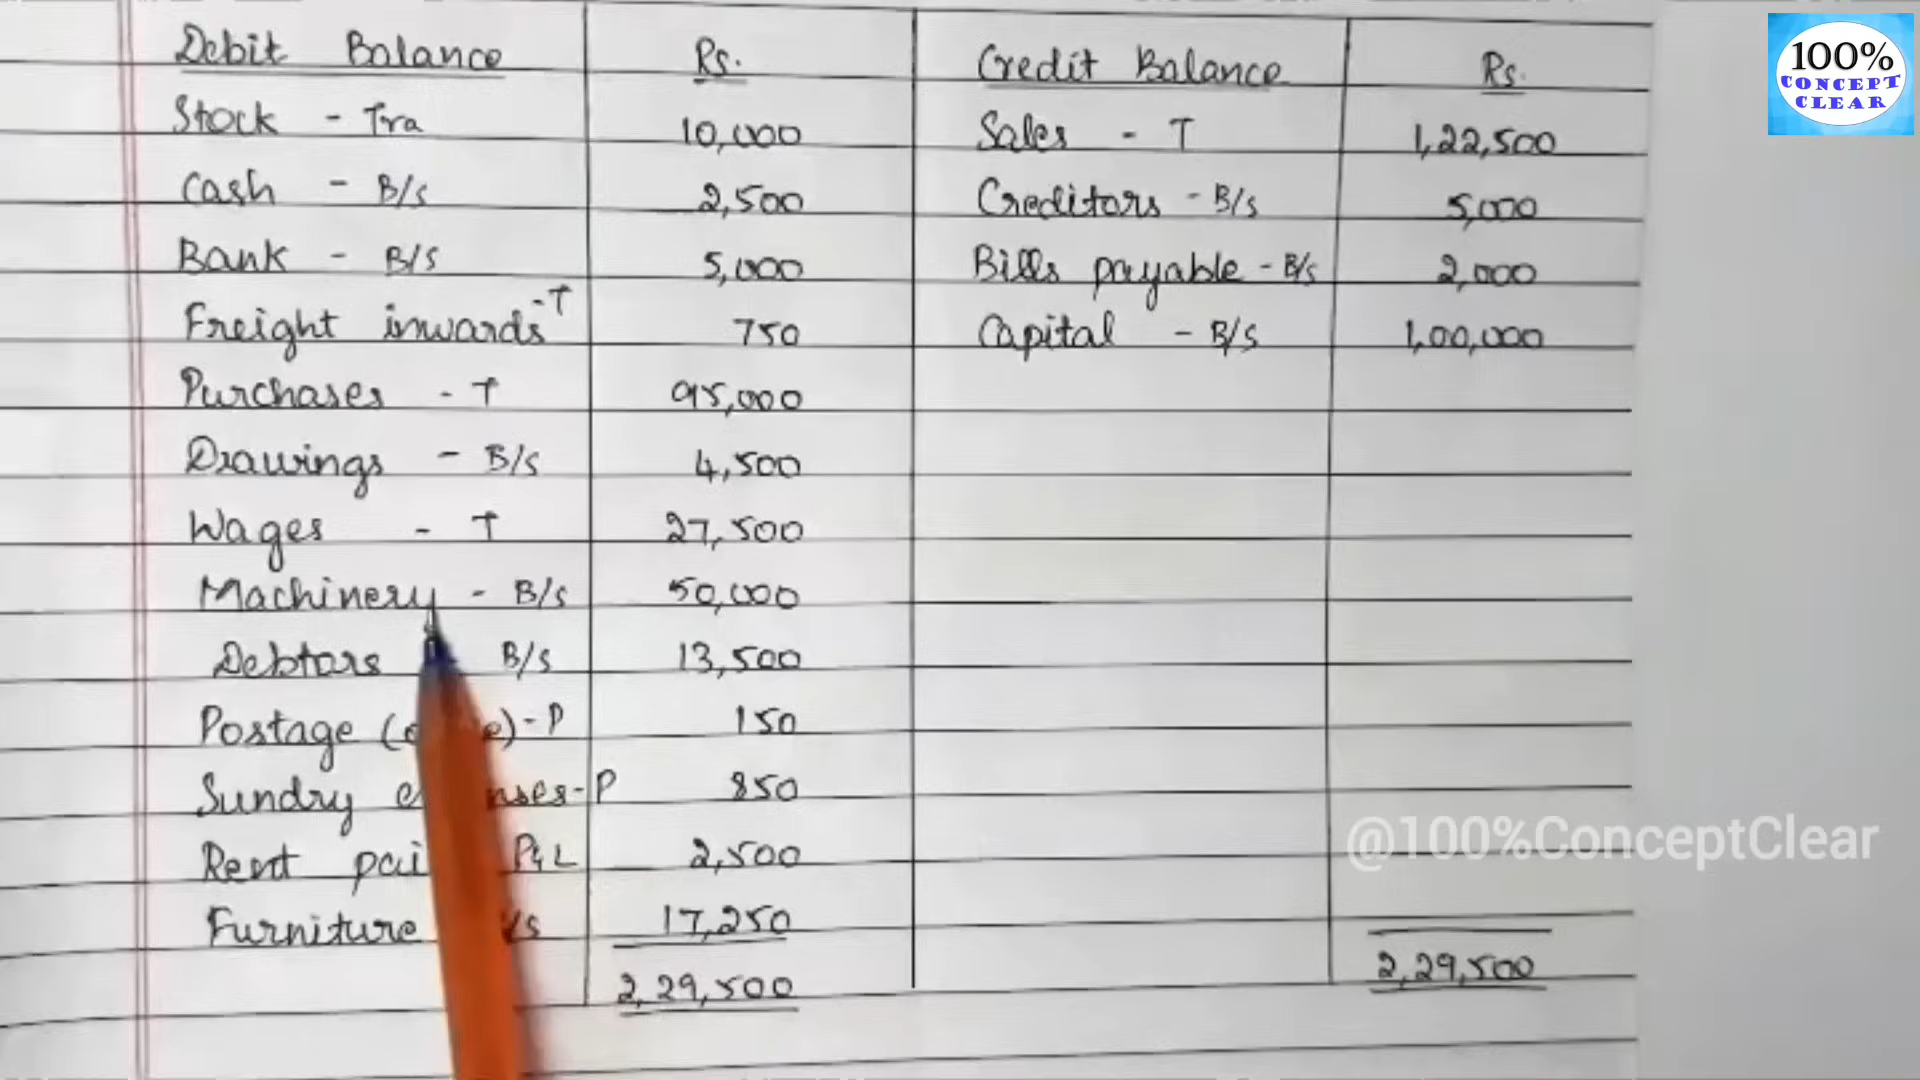 Debit Balance Rs. Credit Balance Rs.
Stock - Tra 10,000 Sales - T 1,22,500
Cash - B/S 2,500 Creditors - B/S 5,000
Bank - B/S 5,000 Bills payable - B/S 2,000
Freight inwards - T 750 Capital - B/S 1,00,000
Purchases - T 95,000
Drawings - B/S 4,500
Wages - T 27,500
Machinery - B/S 50,000
Debtors B/S 13,500
Postage - P 150
Sundry - P 850
Rent P&L 2,500
Furniture 17,250
2,29,500 2,29,500
100%
CONCEPT
CLEAR
@100%ConceptClear